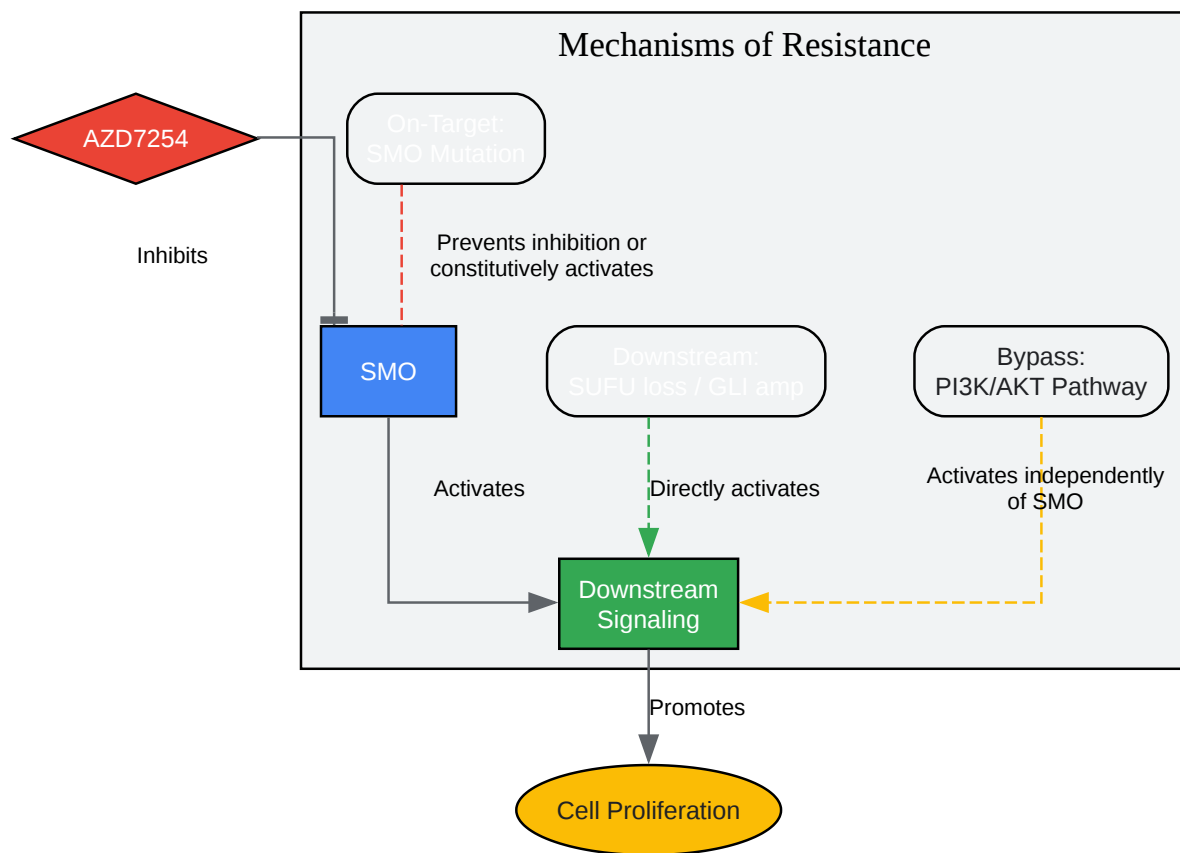 Mechanisms of Resistance
AZD7254
On-Target:
SMO Mutation
Inhibits
Prevents inhibition or
constitutively activates
SMO
Downstream:
SUFU loss / GLI amp
Bypass:
PI3K/AKT Pathway
Activates
Directly activates
Activates independently
of SMO
Downstream
Signaling
Promotes
Cell Proliferation